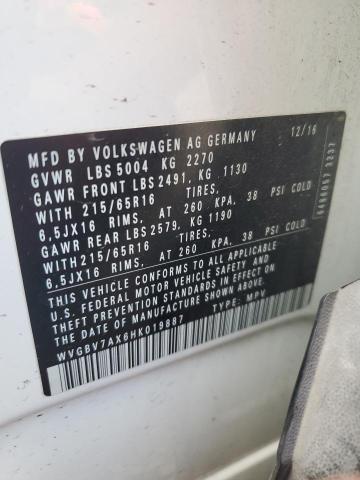 MFD BY VOLKSWAGEN AG GERMANY 12/16
GVWR LBS 5004 KG 2270
GAWR FRONT LBS 2491, KG 1130
WITH 215/65R16 TIRES.
6,5JX16 RIMS, AT 260 KPA, 38 PSI COLD
GAWR REAR LBS 2579, KG 1190
WITH 215/65R16 TIRES.
6,5JX16 RIMS, AT 260 KPA, 38 PSI COLD
THIS VEHICLE CONFORMS TO ALL APPLICABLE
U.S. FEDERAL MOTOR VEHICLE SAFETY AND
THEFT PREVENTION STANDARDS IN EFFECT ON
THE DATE OF MANUFACTURE SHOWN ABOVE.
WVGBV7AX6HK019887 TYPE: MPV